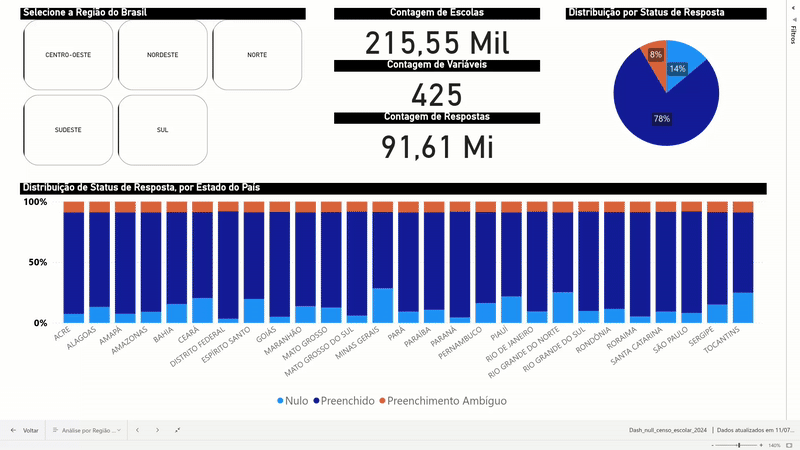 Selecione a Região do Brasil
CENTRO-OESTE
NORDESTE
NORTE
SUDESTE
SUL
Contagem de Escolas
215,55 Mil
Contagem de Variáveis
425
Contagem de Respostas
91,61 Mi
Distribuição por Status de Resposta
8%
14%
78%
Filtros
Distribuição de Status de Resposta, por Estado do País
100%
50%
0%
ACRE
ALAGOAS
AMAPÁ
AMAZONAS
BAHIA
CEARÁ
DISTRITO FEDERAL
ESPÍRITO SANTO
GOIÁS
MARANHÃO
MATO GROSSO
MATO GROSSO DO SUL
MINAS GERAIS
PARÁ
PARAÍBA
PARANÁ
PERNAMBUCO
PIAUÍ
RIO DE JANEIRO
RIO GRANDE DO NORTE
RIO GRANDE DO SUL
RONDÔNIA
RORAIMA
SANTA CATARINA
SÃO PAULO
SERGIPE
TOCANTINS
Nulo Preenchido Preenchimento Ambíguo
Voltar
Análise por Região ...
Dash_null_censo_escolar_2024 | Dados atualizados em 11/07...
140%